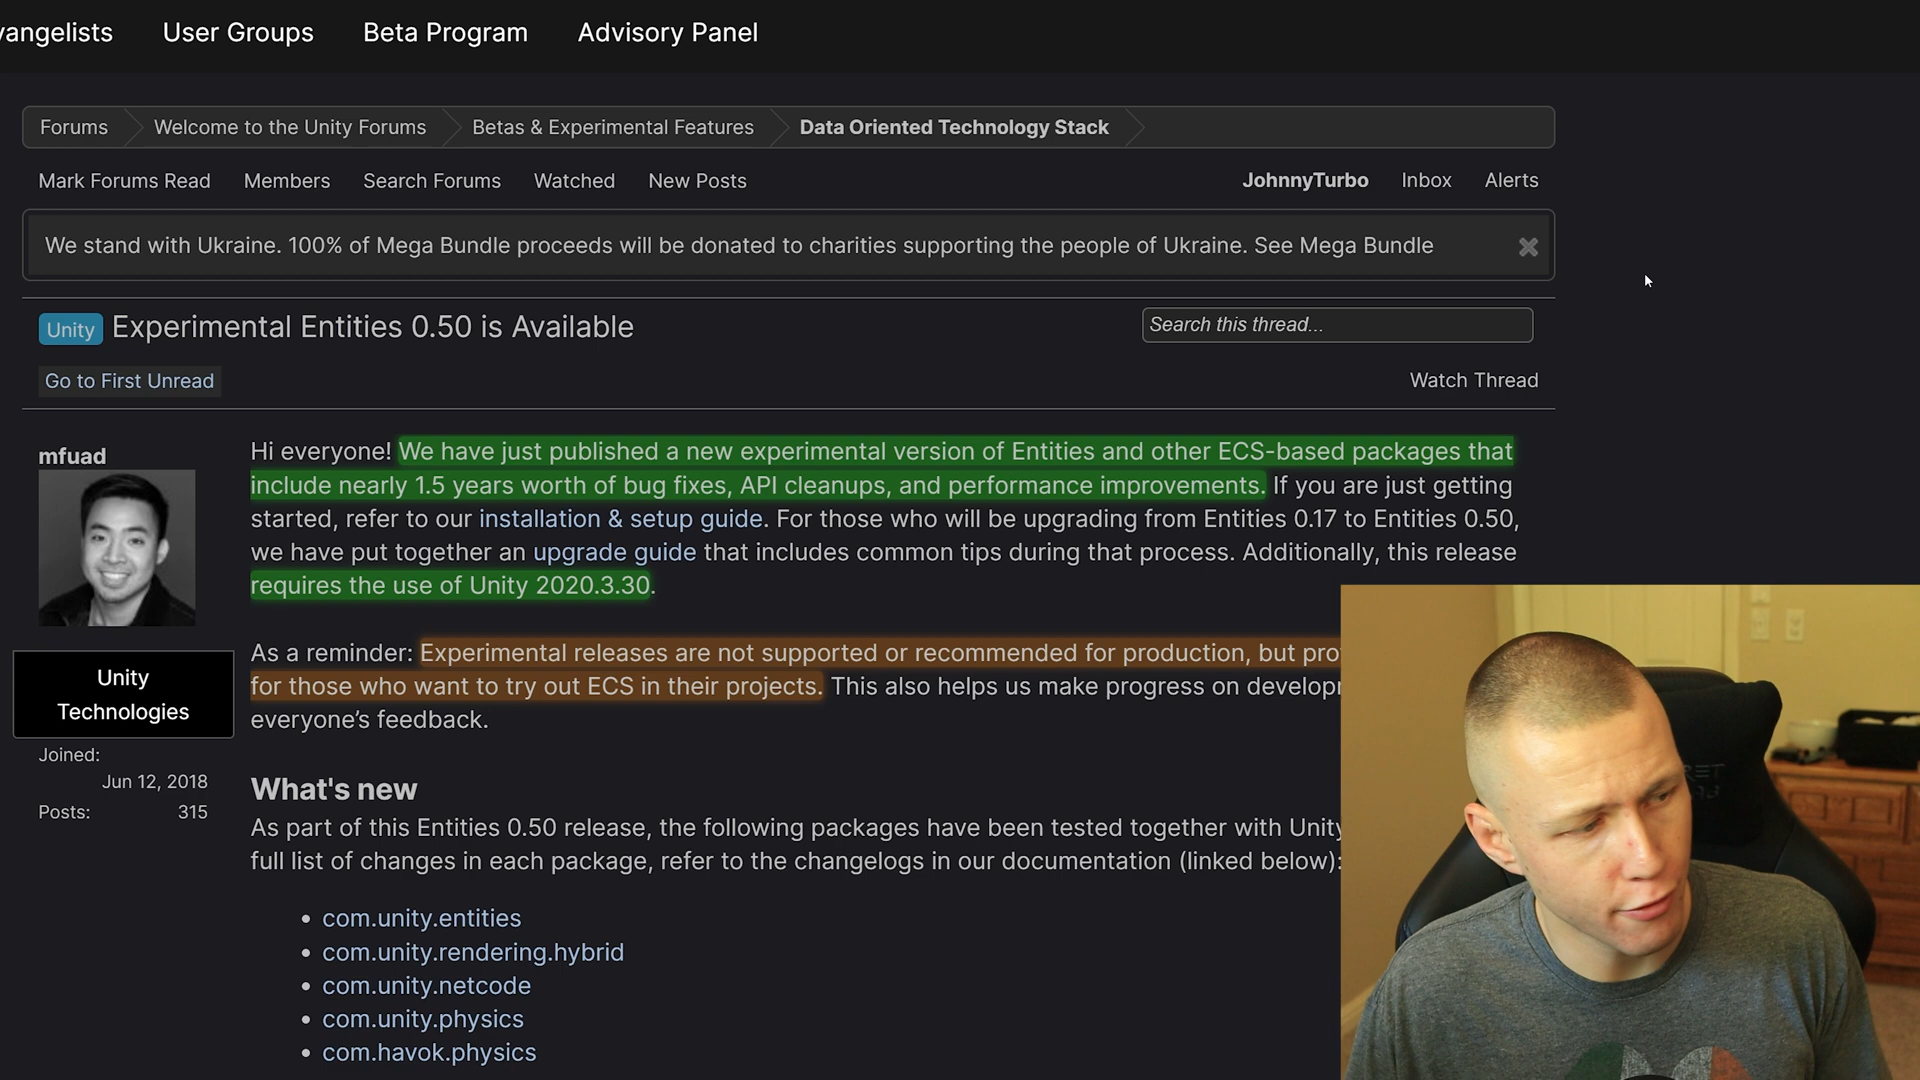 vangelists User Groups Beta Program Advisory Panel
Forums Welcome to the Unity Forums Betas & Experimental Features Data Oriented Technology Stack
Mark Forums Read Members Search Forums Watched New Posts JohnnyTurbo Inbox Alerts
We stand with Ukraine. 100% of Mega Bundle proceeds will be donated to charities supporting the people of Ukraine. See Mega Bundle
Unity Experimental Entities 0.50 is Available
Search this thread...
Go to First Unread
Watch Thread
mfuad
Unity
Technologies
Joined:
Jun 12, 2018
Posts: 315
Hi everyone! We have just published a new experimental version of Entities and other ECS-based packages that
include nearly 1.5 years worth of bug fixes, API cleanups, and performance improvements. If you are just getting
started, refer to our installation & setup guide. For those who will be upgrading from Entities 0.17 to Entities 0.50,
we have put together an upgrade guide that includes common tips during that process. Additionally, this release
requires the use of Unity 2020.3.30.
As a reminder: Experimental releases are not supported or recommended for production, but pro
for those who want to try out ECS in their projects. This also helps us make progress on develop
everyone’s feedback.
What's new
As part of this Entities 0.50 release, the following packages have been tested together with Unity
full list of changes in each package, refer to the changelogs in our documentation (linked below):
• com.unity.entities
• com.unity.rendering.hybrid
• com.unity.netcode
• com.unity.physics
• com.havok.physics